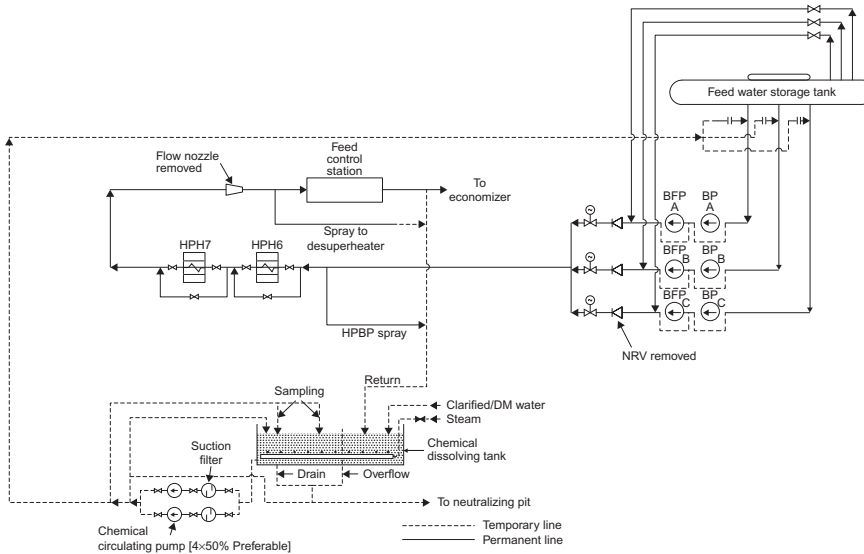 Feed water storage tank
Flow nozzle
removed
Feed
control
station
To
economizer
Spray to
desuperheater
BFP
A
BP
A
HPH7
HPH6
BFP
B
BP
B
BFP
C
BP
C
HPBP spray
NRV removed
Return
Sampling
Clarified/DM water
Steam
Suction
filter
Chemical
dissolving tank
Drain
Overflow
To neutralizing pit
Chemical
circulating pump [4×50% Preferable]
Temporary line
Permanent line